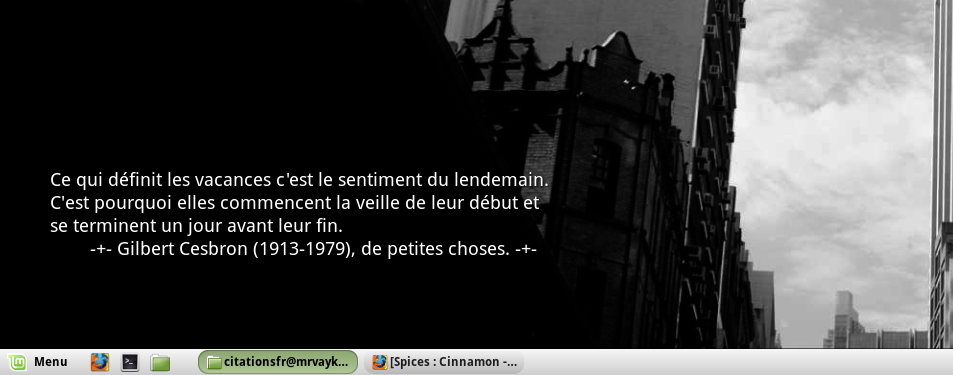 Ce qui définit les vacances c'est le sentiment du lendemain.
C'est pourquoi elles commencent la veille de leur début et
se terminent un jour avant leur fin.
-+- Gilbert Cesbron (1913-1979), de petites choses. -+-
Menu
citationsfr@mrvayk...
[Spices : Cinnamon -...